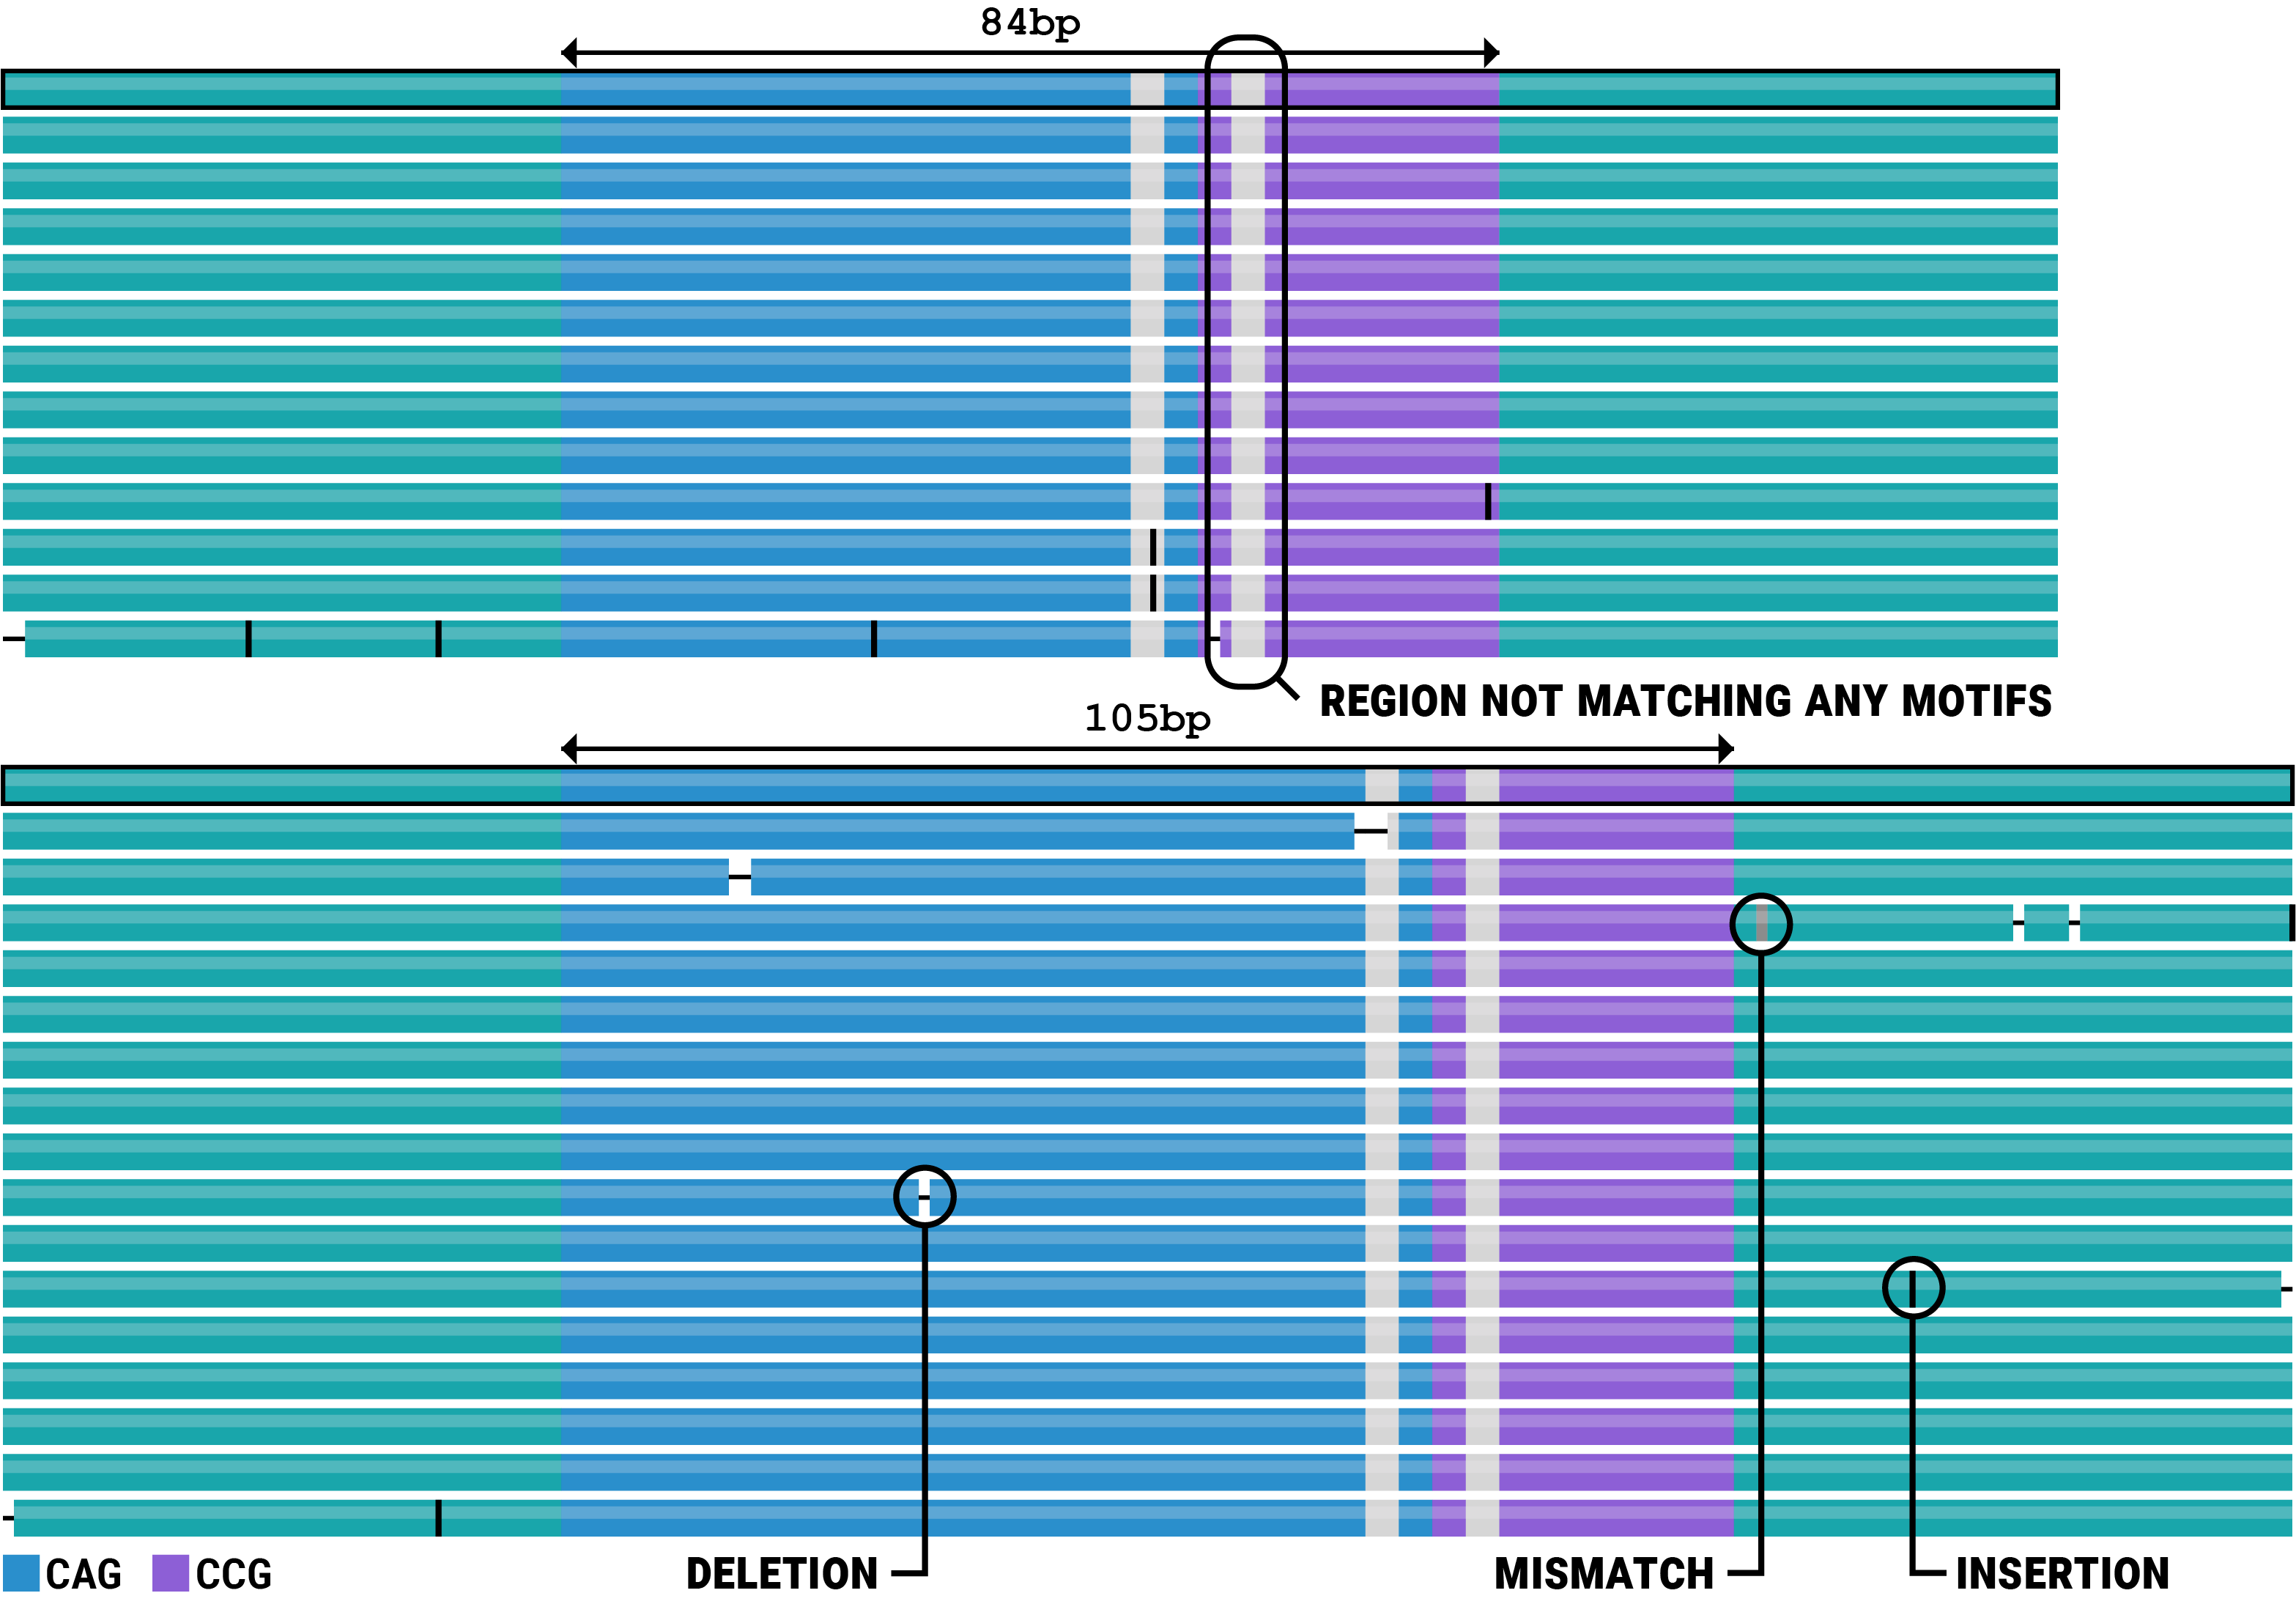 84bp
REGION NOT MATCHING ANY MOTIFS
105bp
CAG CCG DELETION MISMATCH INSERTION